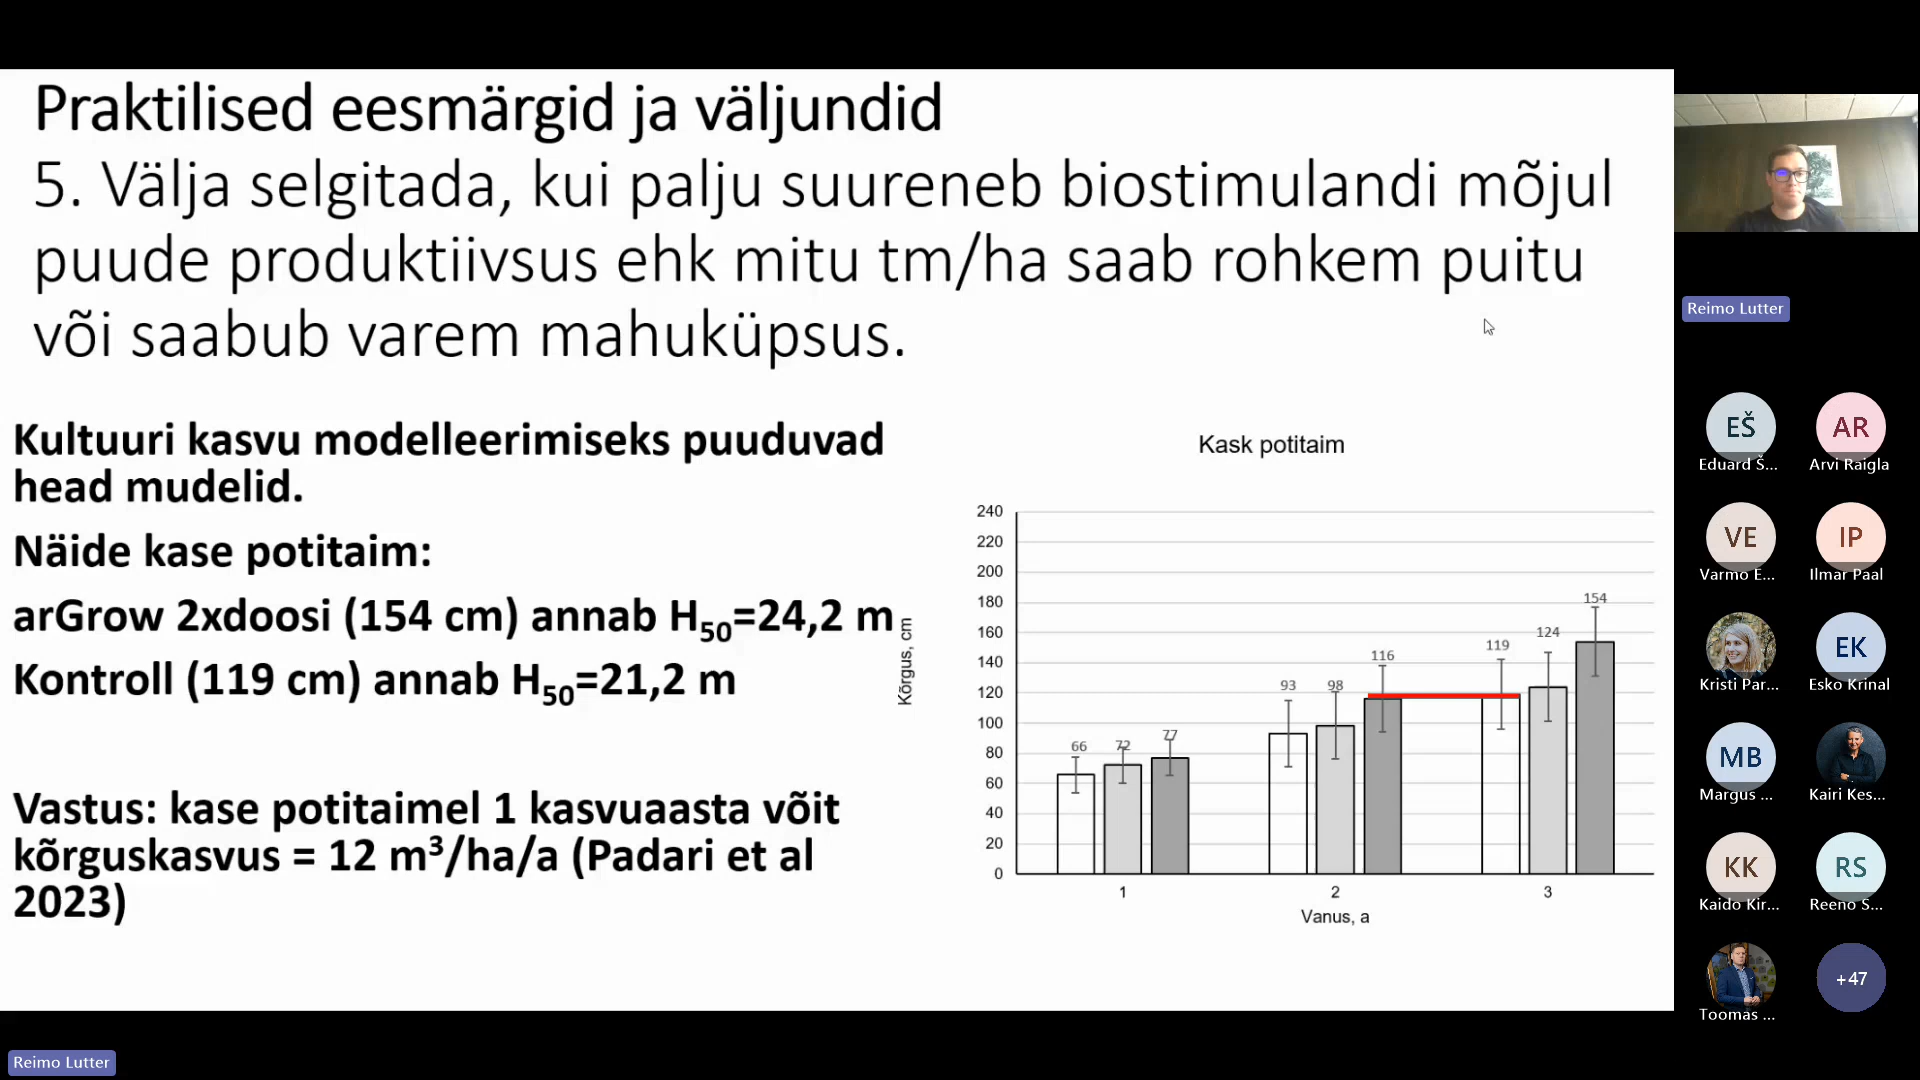 Praktilised eesmärgid ja väljundid
5. Välja selgitada, kui palju suureneb biostimulandi mõjul
puude produktiivsus ehk mitu tm/ha saab rohkem puitu
või saabub varem mahuküpsus.
Kultuuri kasvu modelleerimiseks puuduvad
head mudelid.
Näide kase potitaim:
arGrow 2xdoosi (154 cm) annab H50=24,2 m
Kontroll (119 cm) annab H50=21,2 m
Vastus: kase potitaimel 1 kasvuaasta võit
kõrguskasvus = 12 m³/ha/a (Padari et al
2023)
Kask potitaim
Kõrgus, cm
240
220
200
180
160
140
120
100
80
60
40
20
0
66
72
77
93
98
116
119
124
154
1
2
3
Vanus, a
Reimo Lutter
EŠ
Eduard Š...
AR
Arvi Raigla
VE
Varmo E...
IP
Ilmar Paal
Kristi Par...
EK
Esko Krinal
MB
Margus ...
Kairi Kes...
KK
Kaido Kir...
RS
Reeno S...
Toomas ...
+47
Reimo Lutter